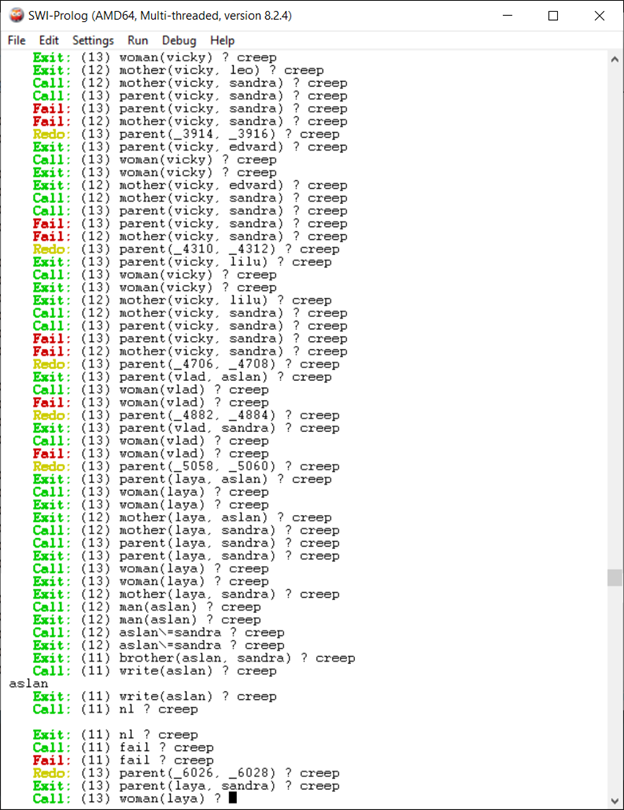 SWI-Prolog (AMD64, Multi-threaded, version 8.2.4)
File Edit Settings Run Debug Help
Exit: (13) woman(vicky) ? creep
Exit: (12) mother(vicky, leo) ? creep
Call: (12) mother(vicky, sandra) ? creep
Call: (13) parent(vicky, sandra) ? creep
Fail: (13) parent(vicky, sandra) ? creep
Fail: (12) mother(vicky, sandra) ? creep
Redo: (13) parent(_3914, _3916) ? creep
Exit: (13) parent(vicky, edvard) ? creep
Call: (13) woman(vicky) ? creep
Exit: (13) woman(vicky) ? creep
Exit: (12) mother(vicky, edvard) ? creep
Call: (12) mother(vicky, sandra) ? creep
Call: (13) parent(vicky, sandra) ? creep
Fail: (13) parent(vicky, sandra) ? creep
Fail: (12) mother(vicky, sandra) ? creep
Redo: (13) parent(_4310, _4312) ? creep
Exit: (13) parent(vicky, lilu) ? creep
Call: (13) woman(vicky) ? creep
Exit: (13) woman(vicky) ? creep
Exit: (12) mother(vicky, lilu) ? creep
Call: (12) mother(vicky, sandra) ? creep
Call: (13) parent(vicky, sandra) ? creep
Fail: (13) parent(vicky, sandra) ? creep
Fail: (12) mother(vicky, sandra) ? creep
Redo: (13) parent(_4706, _4708) ? creep
Exit: (13) parent(vlad, aslan) ? creep
Call: (13) woman(vlad) ? creep
Fail: (13) woman(vlad) ? creep
Redo: (13) parent(_4882, _4884) ? creep
Exit: (13) parent(vlad, sandra) ? creep
Call: (13) woman(vlad) ? creep
Fail: (13) woman(vlad) ? creep
Redo: (13) parent(_5058, _5060) ? creep
Exit: (13) parent(laya, aslan) ? creep
Call: (13) woman(laya) ? creep
Exit: (13) woman(laya) ? creep
Exit: (12) mother(laya, aslan) ? creep
Call: (12) mother(laya, sandra) ? creep
Call: (13) parent(laya, sandra) ? creep
Exit: (13) parent(laya, sandra) ? creep
Call: (13) woman(laya) ? creep
Exit: (13) woman(laya) ? creep
Exit: (12) mother(laya, sandra) ? creep
Call: (12) man(aslan) ? creep
Exit: (12) man(aslan) ? creep
Call: (12) aslan\=sandra ? creep
Exit: (12) aslan\=sandra ? creep
Exit: (11) brother(aslan, sandra) ? creep
Call: (11) write(aslan) ? creep
aslan
Exit: (11) write(aslan) ? creep
Call: (11) nl ? creep
Exit: (11) nl ? creep
Call: (11) fail ? creep
Fail: (11) fail ? creep
Redo: (13) parent(_6026, _6028) ? creep
Exit: (13) parent(laya, sandra) ? creep
Call: (13) woman(laya) ?